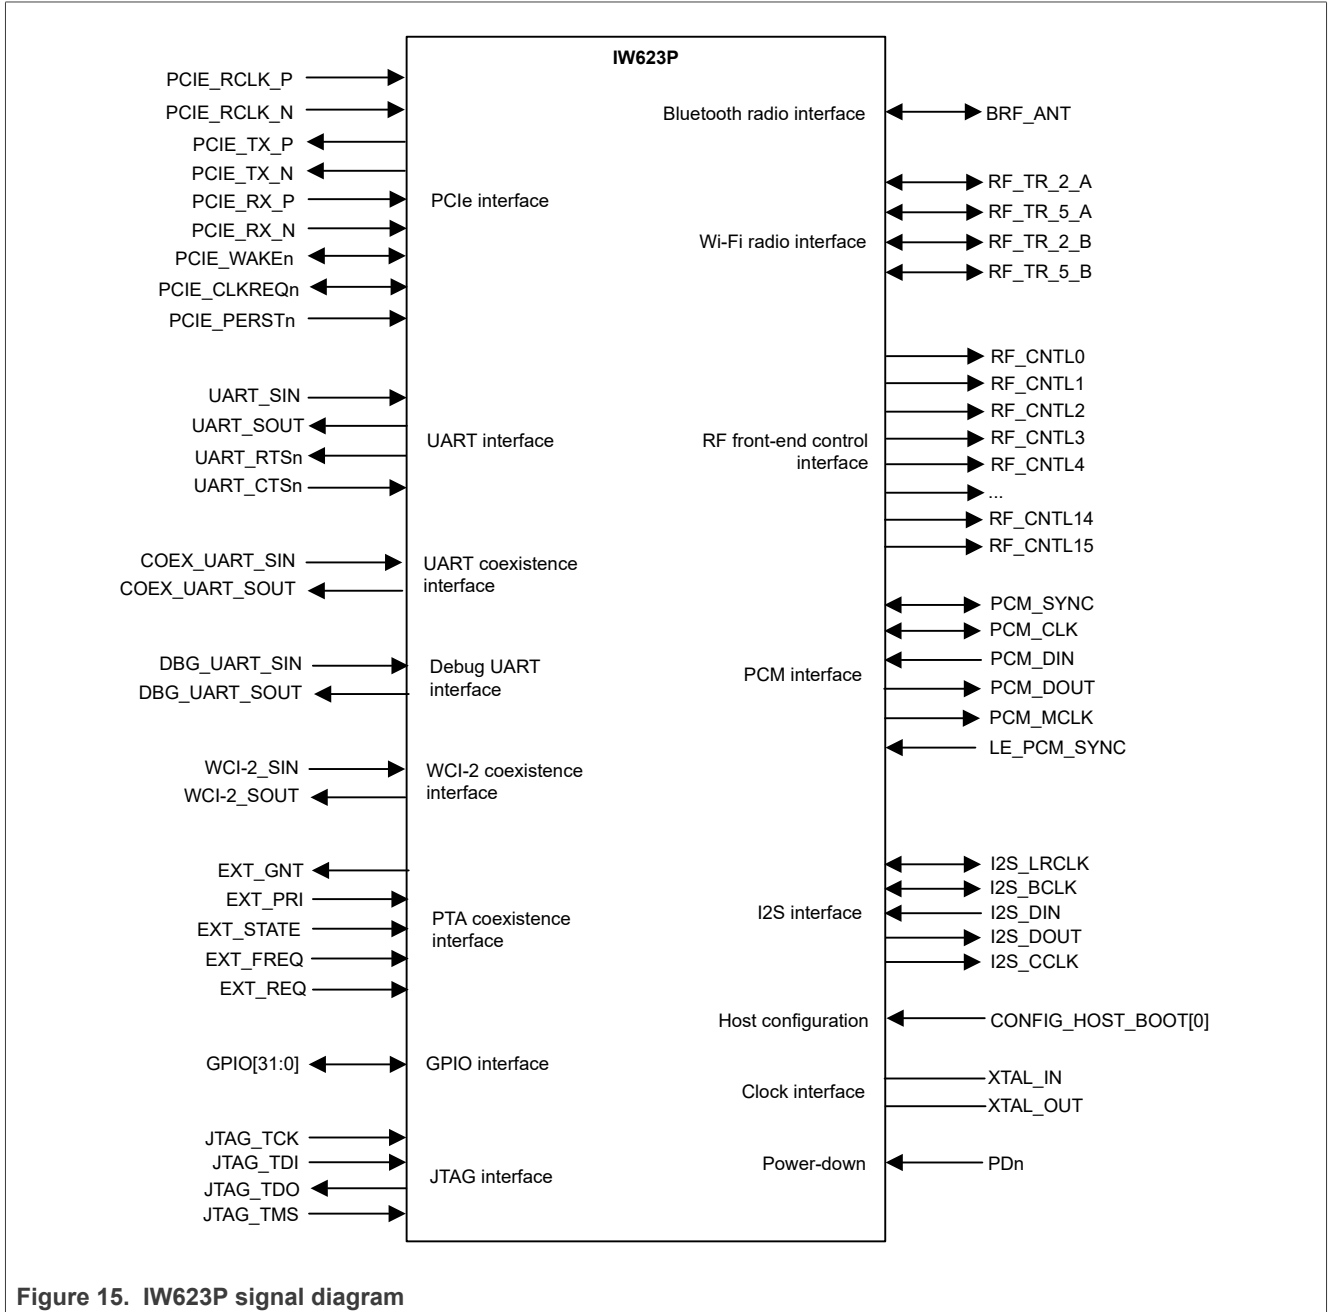 IW623P
PCIE_RCLK_P
PCIE_RCLK_N
PCIE_TX_P
PCIE_TX_N
PCIE_RX_P
PCIE_RX_N
PCIE_WAKEn
PCIE_CLKREQn
PCIE_PERSTn
PCIe interface
UART_SIN
UART_SOUT
UART_RTSn
UART_CTSn
UART interface
COEX_UART_SIN
COEX_UART_SOUT
UART coexistence
interface
DBG_UART_SIN
DBG_UART_SOUT
Debug UART
interface
WCI-2_SIN
WCI-2_SOUT
WCI-2 coexistence
interface
EXT_GNT
EXT_PRI
EXT_STATE
EXT_FREQ
EXT_REQ
PTA coexistence
interface
GPIO[31:0]
GPIO interface
JTAG_TCK
JTAG_TDI
JTAG_TDO
JTAG_TMS
JTAG interface
Bluetooth radio interface
BRF_ANT
Wi-Fi radio interface
RF_TR_2_A
RF_TR_5_A
RF_TR_2_B
RF_TR_5_B
RF front-end control
interface
RF_CNTL0
RF_CNTL1
RF_CNTL2
RF_CNTL3
RF_CNTL4
...
RF_CNTL14
RF_CNTL15
PCM interface
PCM_SYNC
PCM_CLK
PCM_DIN
PCM_DOUT
PCM_MCLK
LE_PCM_SYNC
I2S interface
I2S_LRCLK
I2S_BCLK
I2S_DIN
I2S_DOUT
I2S_CCLK
Host configuration
CONFIG_HOST_BOOT[0]
Clock interface
XTAL_IN
XTAL_OUT
Power-down
PDn
Figure 15. IW623P signal diagram